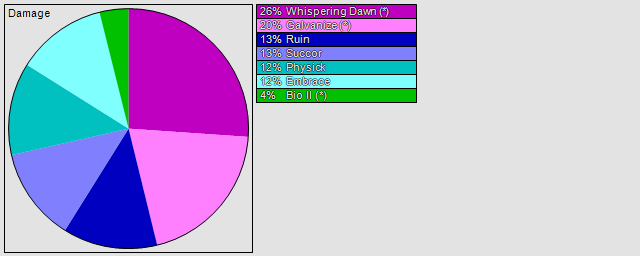 Damage
26% Whispering Dawn (*)
20% Galvanize (*)
13% Ruin
13% Succor
12% Physick
12% Embrace
4% Bio II (*)